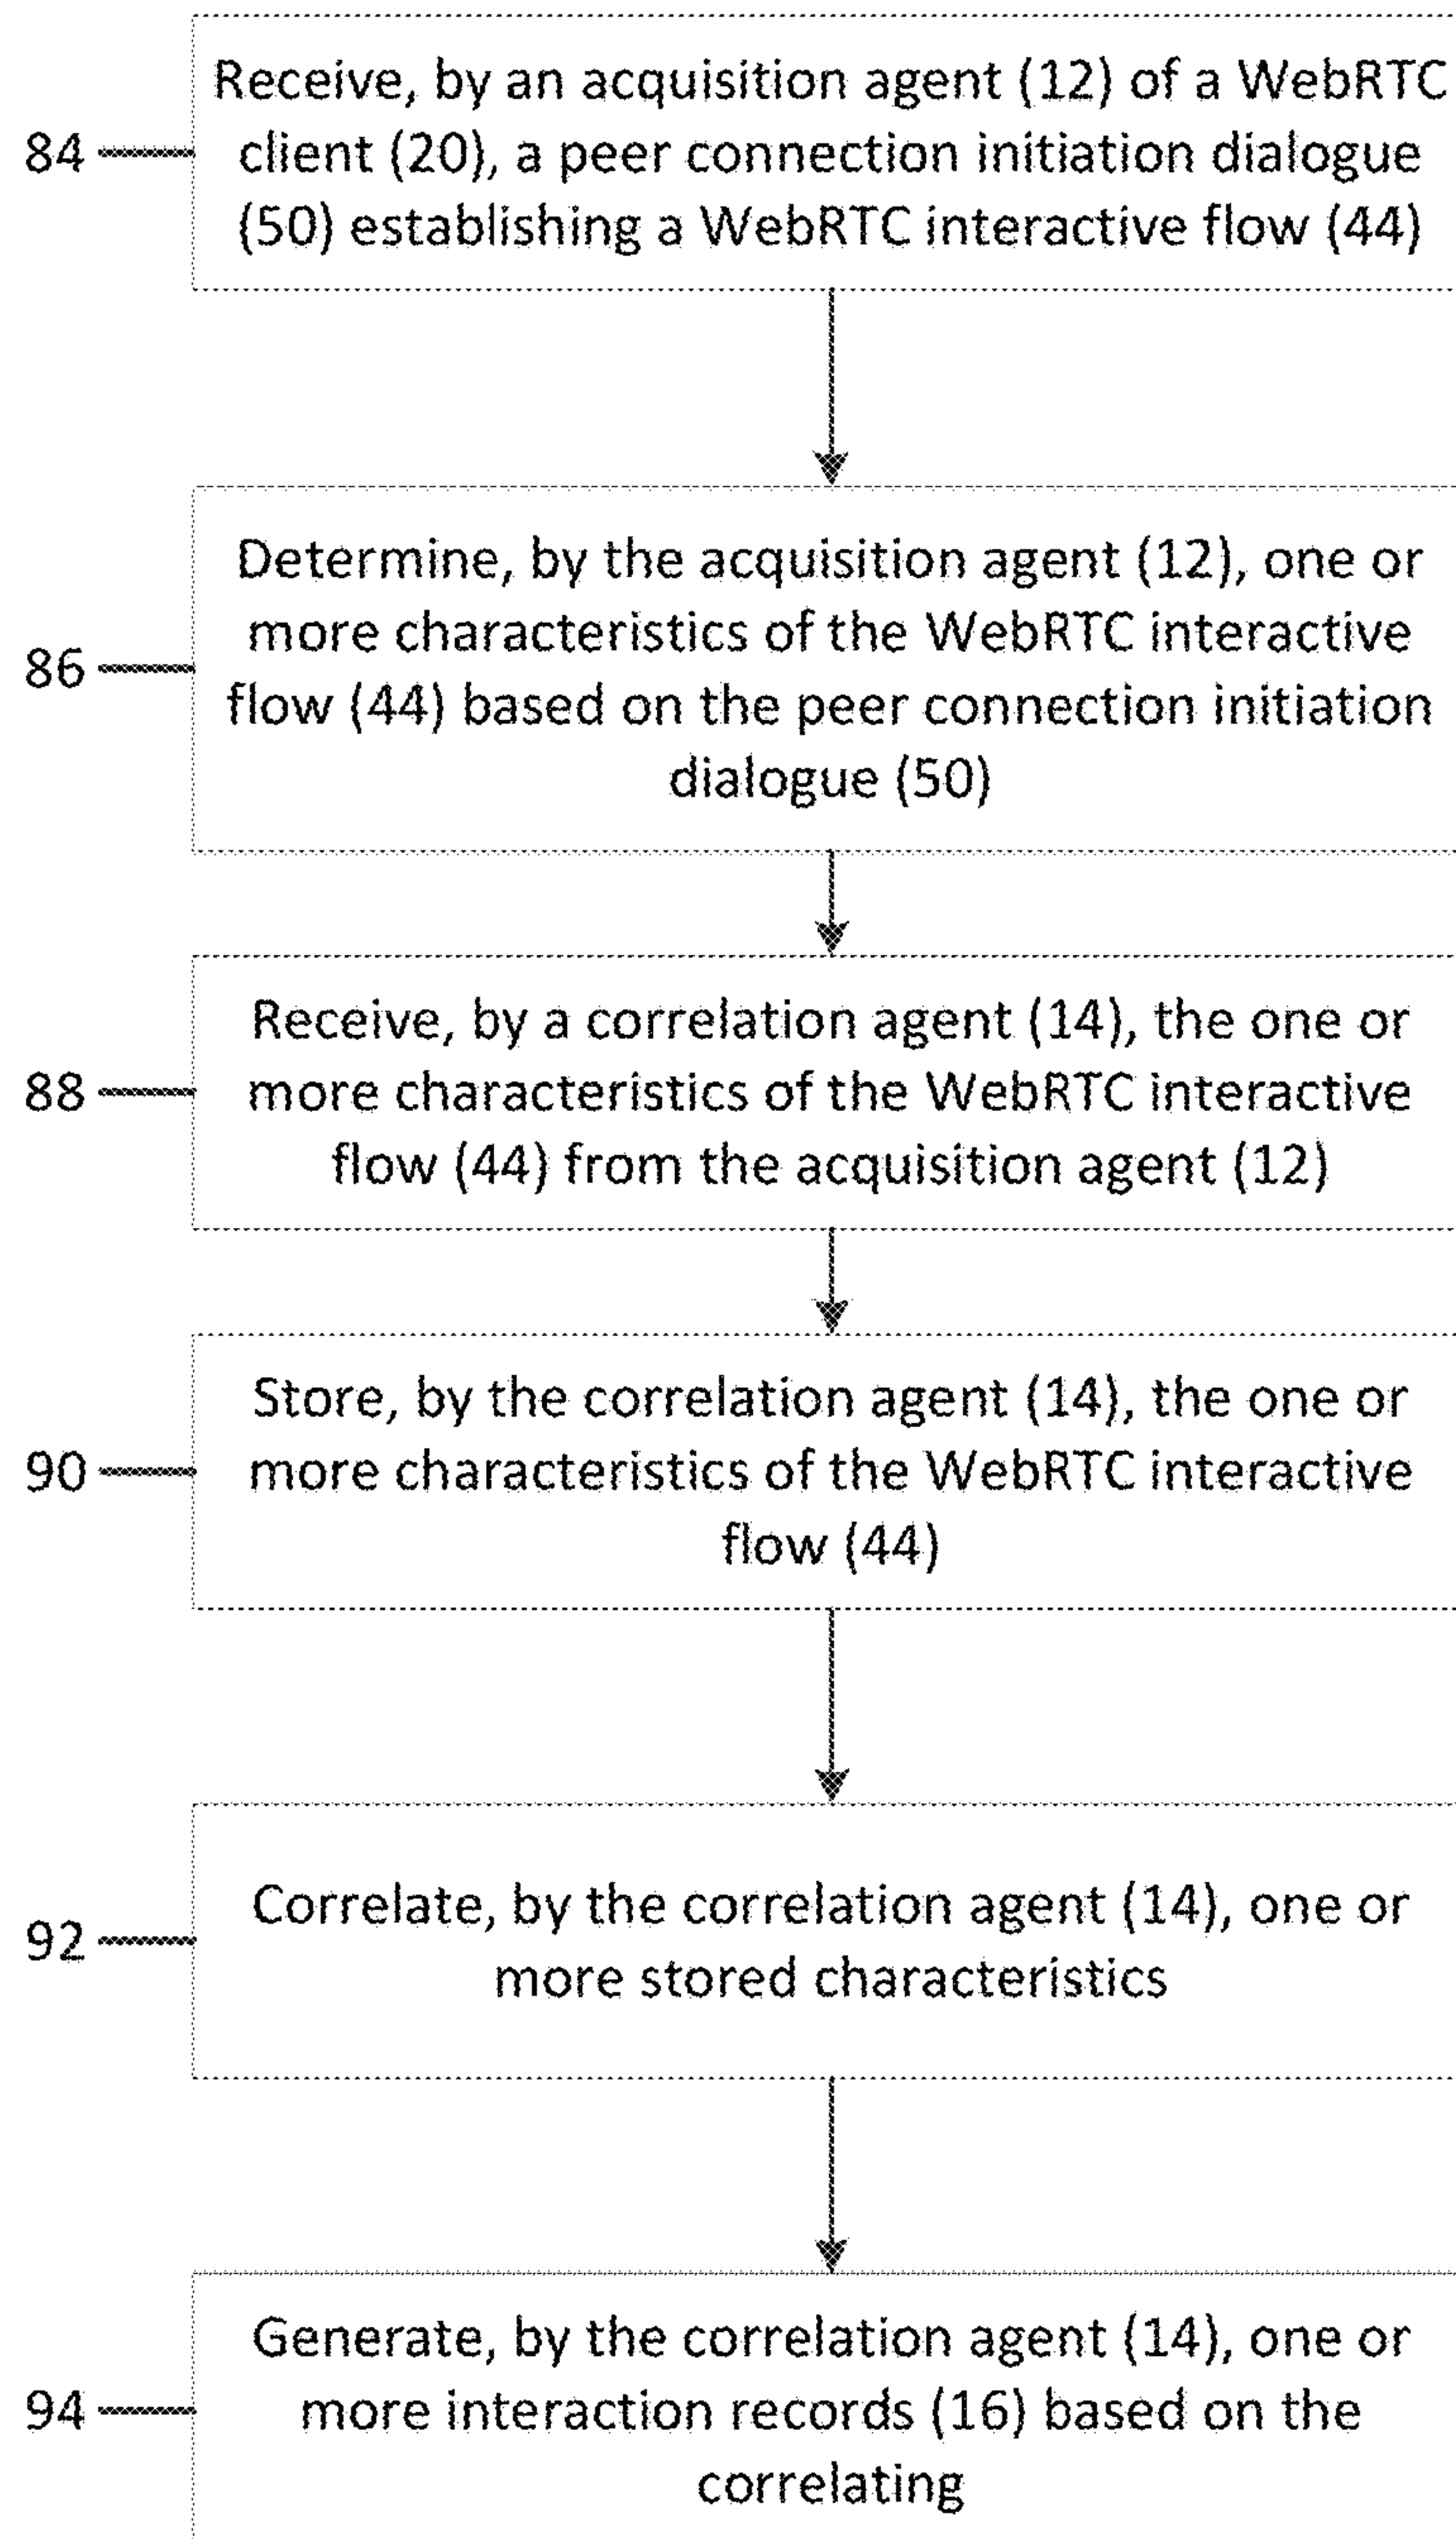 Receive, by an acquisition agent (12) of a WebRTC
84
client (20), a peer connection initiation dialogue
(50) establishing a WebRTC interactive flow (44)
Determine, by the acquisition agent (12), one or
more characteristics of the WebRTC interactive
86
flow (44) based on the peer connection initiation
dialogue (50)
Receive, by a correlation agent (14), the one or
88
more characteristics of the WebRTC interactive
flow (44) from the acquisition agent (12)
Store, by the correlation agent (14), the one or
90
more characteristics of the WebRTC interactive
flow (44)
Correlate, by the correlation agent (14), one or
92
more stored characteristics
Generate, by the correlation agent (14), one or
94
more interaction records (16) based on the
correlating